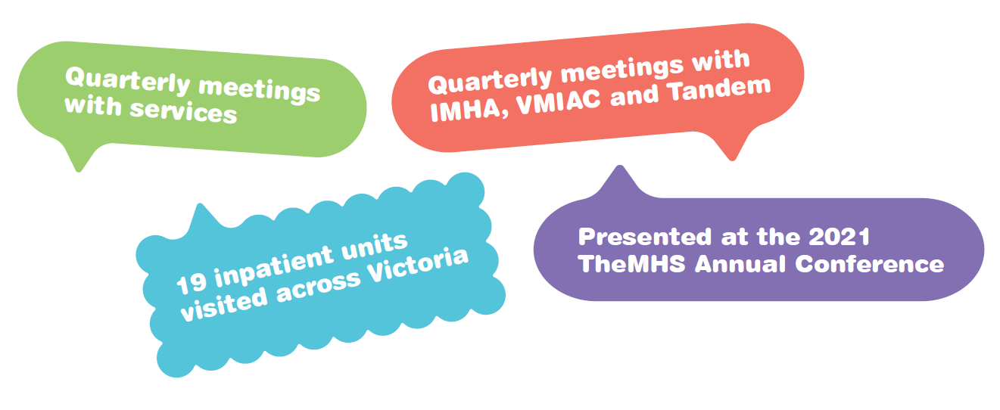 Quarterly meetings
with services
Quarterly meetings with
IMHA, VMIAC and Tandem
19 inpatient units
visited across Victoria
Presented at the 2021
TheMHS Annual Conference